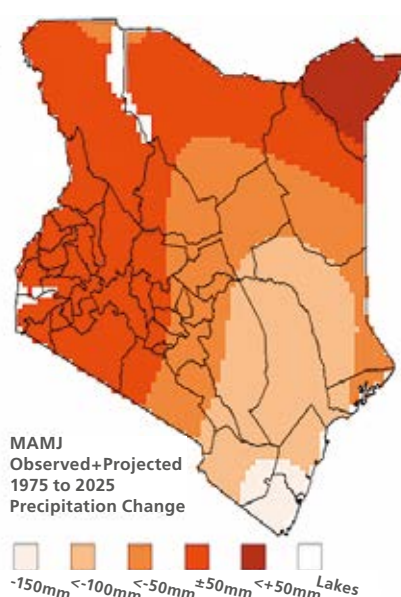 MAMJ
Observed+Projected
1975 to 2025
Precipitation Change
-150mm <-100mm <-50mm ±50mm <+50mm Lakes